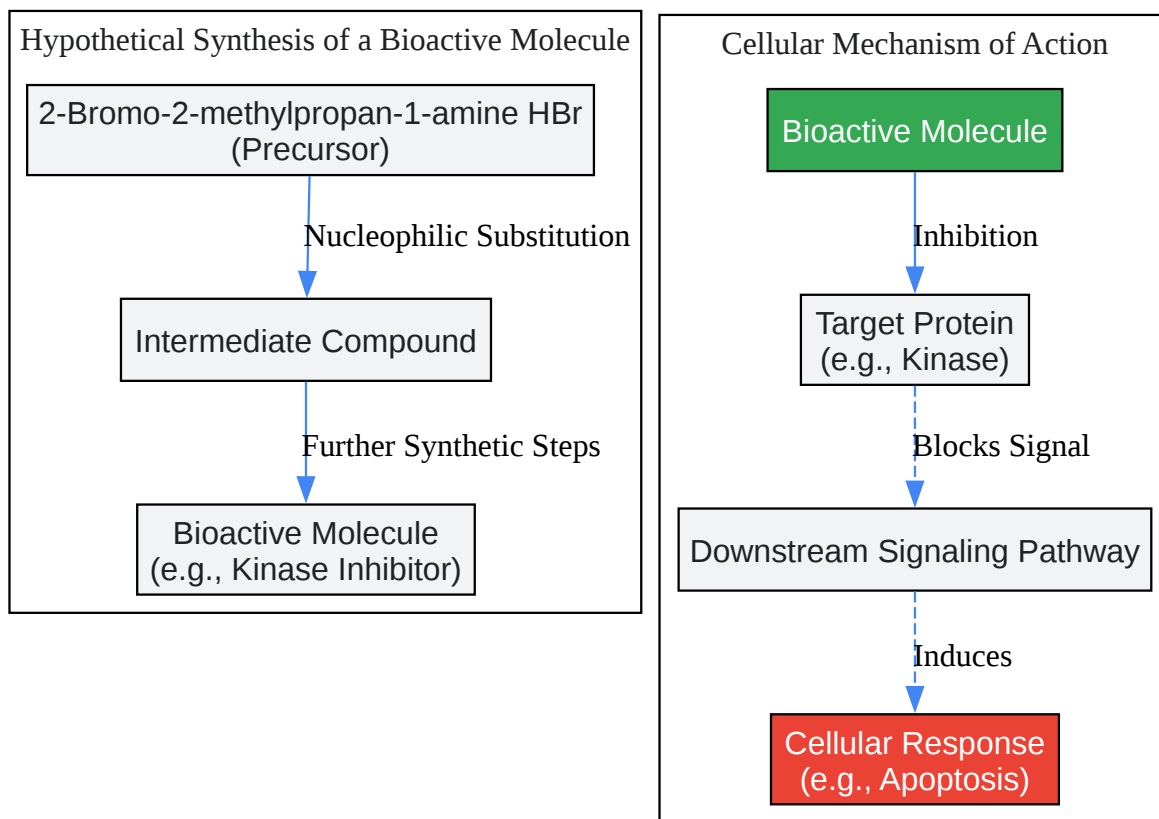 Hypothetical Synthesis of a Bioactive Molecule
2-Bromo-2-methylpropan-1-amine HBr
(Precursor)
Nucleophilic Substitution
Intermediate Compound
Further Synthetic Steps
Bioactive Molecule
(e.g., Kinase Inhibitor)
Cellular Mechanism of Action
Bioactive Molecule
Inhibition
Target Protein
(e.g., Kinase)
Blocks Signal
Downstream Signaling Pathway
Induces
Cellular Response
(e.g., Apoptosis)